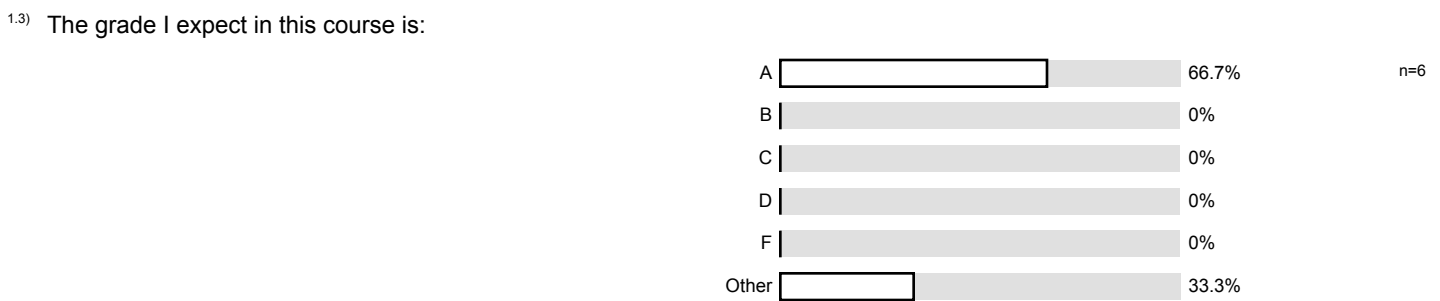 1.3) The grade I expect in this course is:
A 66.7% n=6
B 0%
C 0%
D 0%
F 0%
Other 33.3%